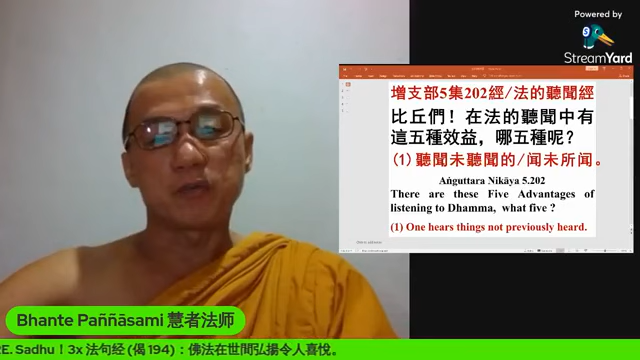 Powered by
StreamYard
增支部5集202經/法的聽聞經
比丘們！在法的聽聞中有
這五種效益，哪五種呢？
(1) 聽聞未聽聞的/闻未所闻。
Aṅguttara Nikāya 5.202
There are these Five Advantages of
listening to Dhamma, what five ?
(1) One hears things not previously heard.
Bhante Paññāsami 慧者法师
RE. Sadhu！3x 法句经 (偈 194)：佛法在世間弘揚令人喜悅。